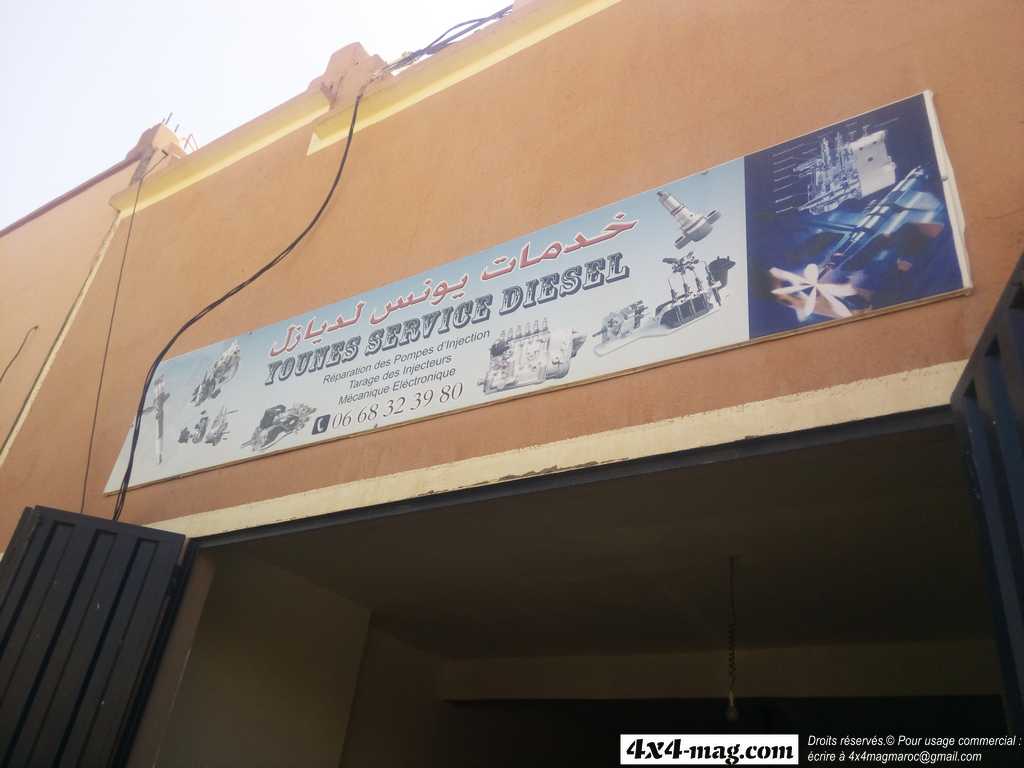 خدمات يونس لديازل
YOUNES SERVICE DIESEL
Réparation des Pompes d'Injection
Tarage des Injecteurs
Mécanique Eléctronique
06 68 32 39 80
4x4-mag.com
Droits réservés.© Pour usage commercial :
écrire à 4x4magmaroc@gmail.com